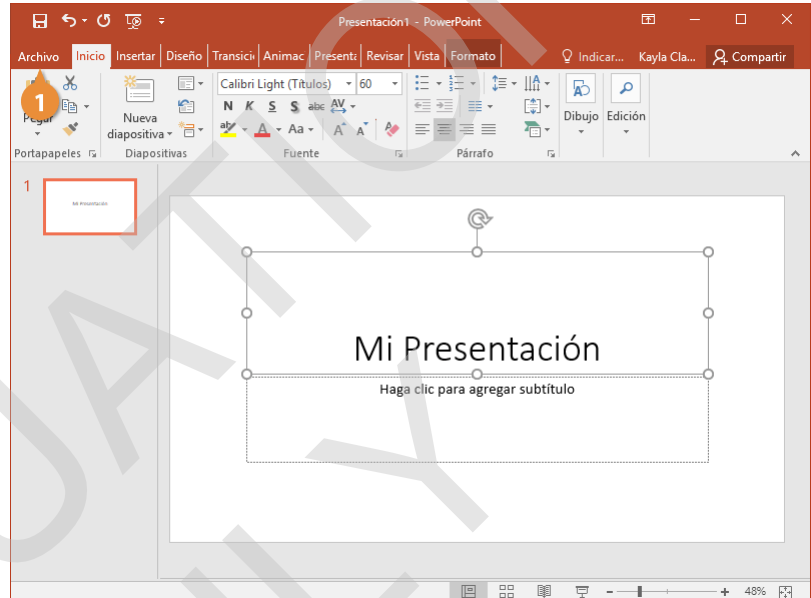 Presentación1 - PowerPoint
Archivo Inicio Insertar Diseño Transici Animac Presenta Revisar Vista Formato Indicar... Kayla Cla... Compartir
1
Calibri Light (Títulos) 60
N K S S abc AV
aby A Aa A A
Pegar
Nueva
diapositiva
Dibujo Edición
Portapapeles Diapositivas Fuente Párrafo
1
Mi Presentación
Mi Presentación
Haga clic para agregar subtítulo
48%